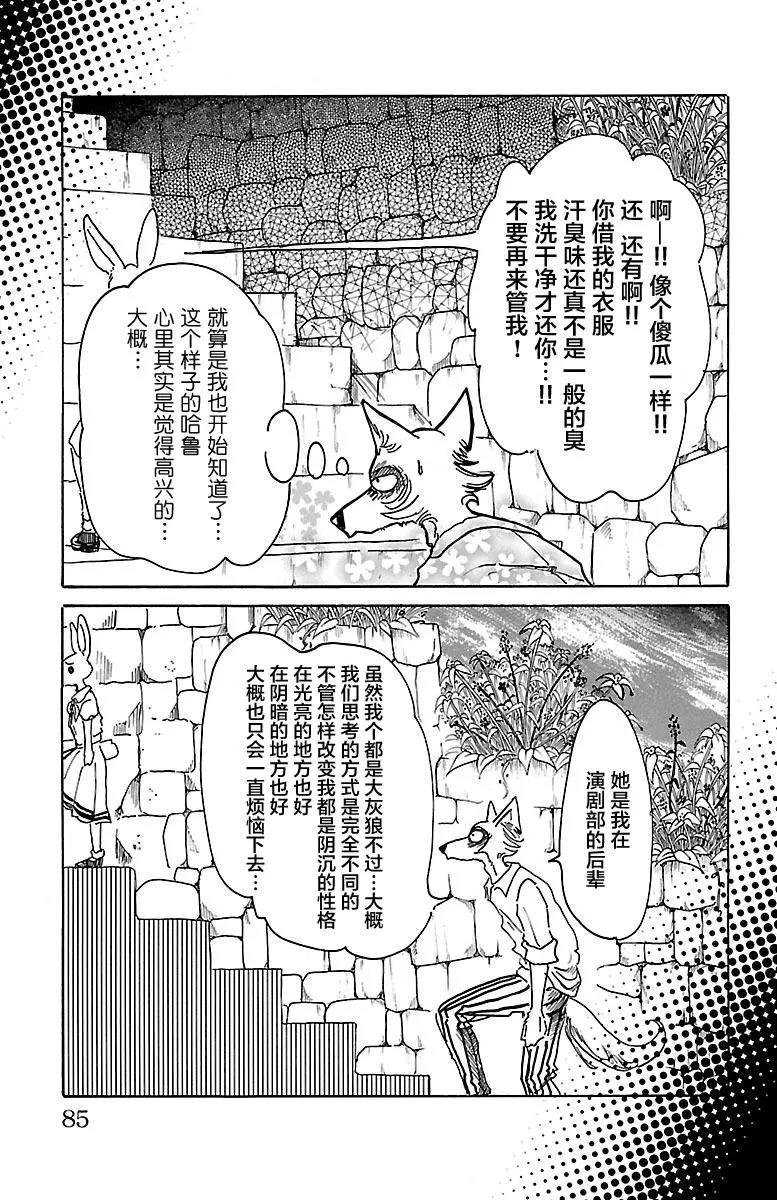 啊—!! 像个傻瓜一样!!
还 还有啊!!
你借我的衣服
汗臭味还真不是一般的臭
我洗干净才还你…!!
不要再来管我！
就算是我也开始知道了…
这个样子的哈鲁
心里其实是觉得高兴的…
大概…
她是我在
演剧部的后辈
虽然我个都是大灰狼不过…大概
我们思考的方式是完全不同的
不管怎样改变我都是阴沉的性格
在光亮的地方也好
在阴暗的地方也好
大概也只会一直烦恼下去…
85